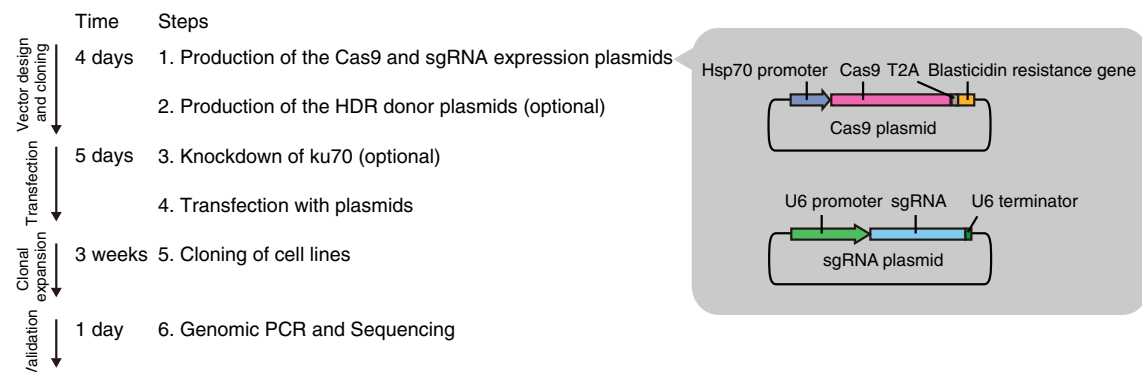 Time Steps
Vector design
and cloning
4 days 1. Production of the Cas9 and sgRNA expression plasmids
2. Production of the HDR donor plasmids (optional)
Transfection
5 days 3. Knockdown of ku70 (optional)
4. Transfection with plasmids
Clonal
expansion
3 weeks 5. Cloning of cell lines
Validation
1 day 6. Genomic PCR and Sequencing
Hsp70 promoter Cas9 T2A Blasticidin resistance gene
Cas9 plasmid
U6 promoter sgRNA U6 terminator
sgRNA plasmid